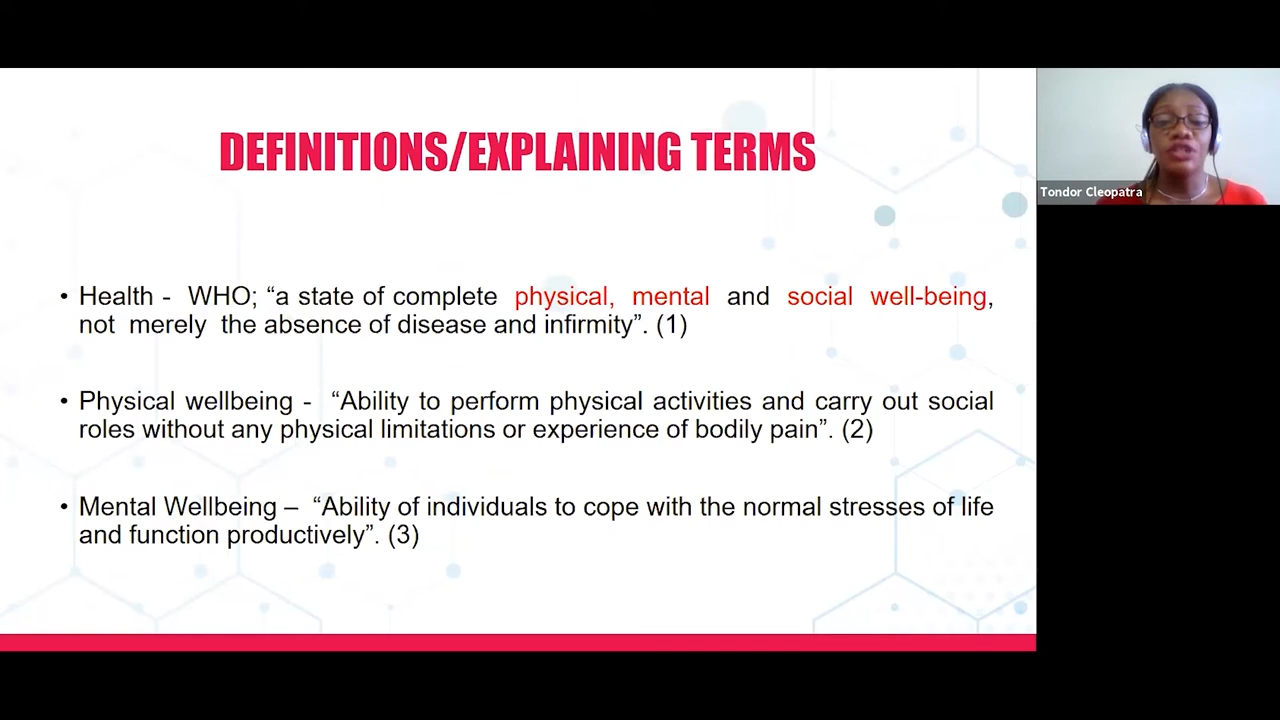 DEFINITIONS/EXPLAINING TERMS
Tondor Cleopatra
• Health - WHO; “a state of complete physical, mental and social well-being,
not merely the absence of disease and infirmity”. (1)
• Physical wellbeing - “Ability to perform physical activities and carry out social
roles without any physical limitations or experience of bodily pain”. (2)
• Mental Wellbeing – “Ability of individuals to cope with the normal stresses of life
and function productively”. (3)